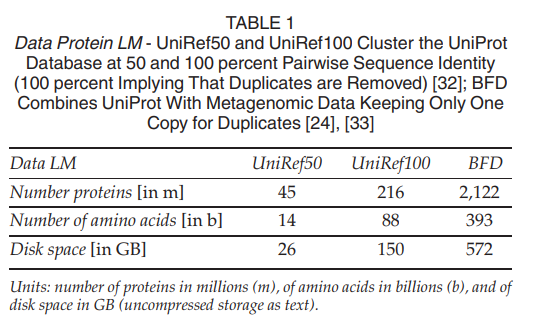 TABLE 1
Data Protein LM - UniRef50 and UniRef100 Cluster the UniProt
Database at 50 and 100 percent Pairwise Sequence Identity
(100 percent Implying That Duplicates are Removed) [32]; BFD
Combines UniProt With Metagenomic Data Keeping Only One
Copy for Duplicates [24], [33]
Data LM UniRef50 UniRef100 BFD
Number proteins [in m] 45 216 2,122
Number of amino acids [in b] 14 88 393
Disk space [in GB] 26 150 572
Units: number of proteins in millions (m), of amino acids in billions (b), and of
disk space in GB (uncompressed storage as text).